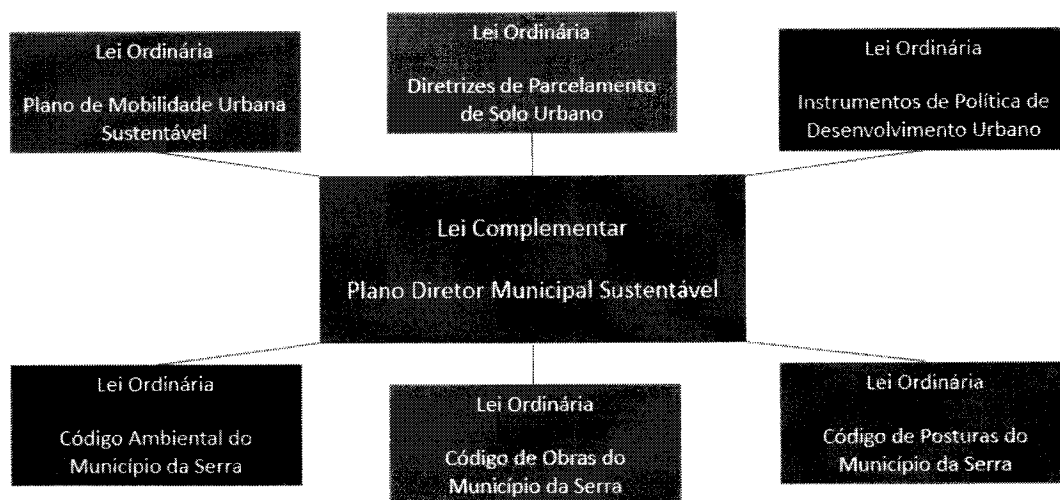 Lei Ordinária
Plano de Mobilidade Urbana
Sustentável
Lei Ordinária
Diretrizes de Parcelamento
de Solo Urbano
Lei Ordinária
Instrumentos de Política de
Desenvolvimento Urbano
Lei Complementar
Plano Diretor Municipal Sustentável
Lei Ordinária
Código Ambiental do
Município da Serra
Lei Ordinária
Código de Obras do
Município da Serra
Lei Ordinária
Código de Posturas do
Município da Serra